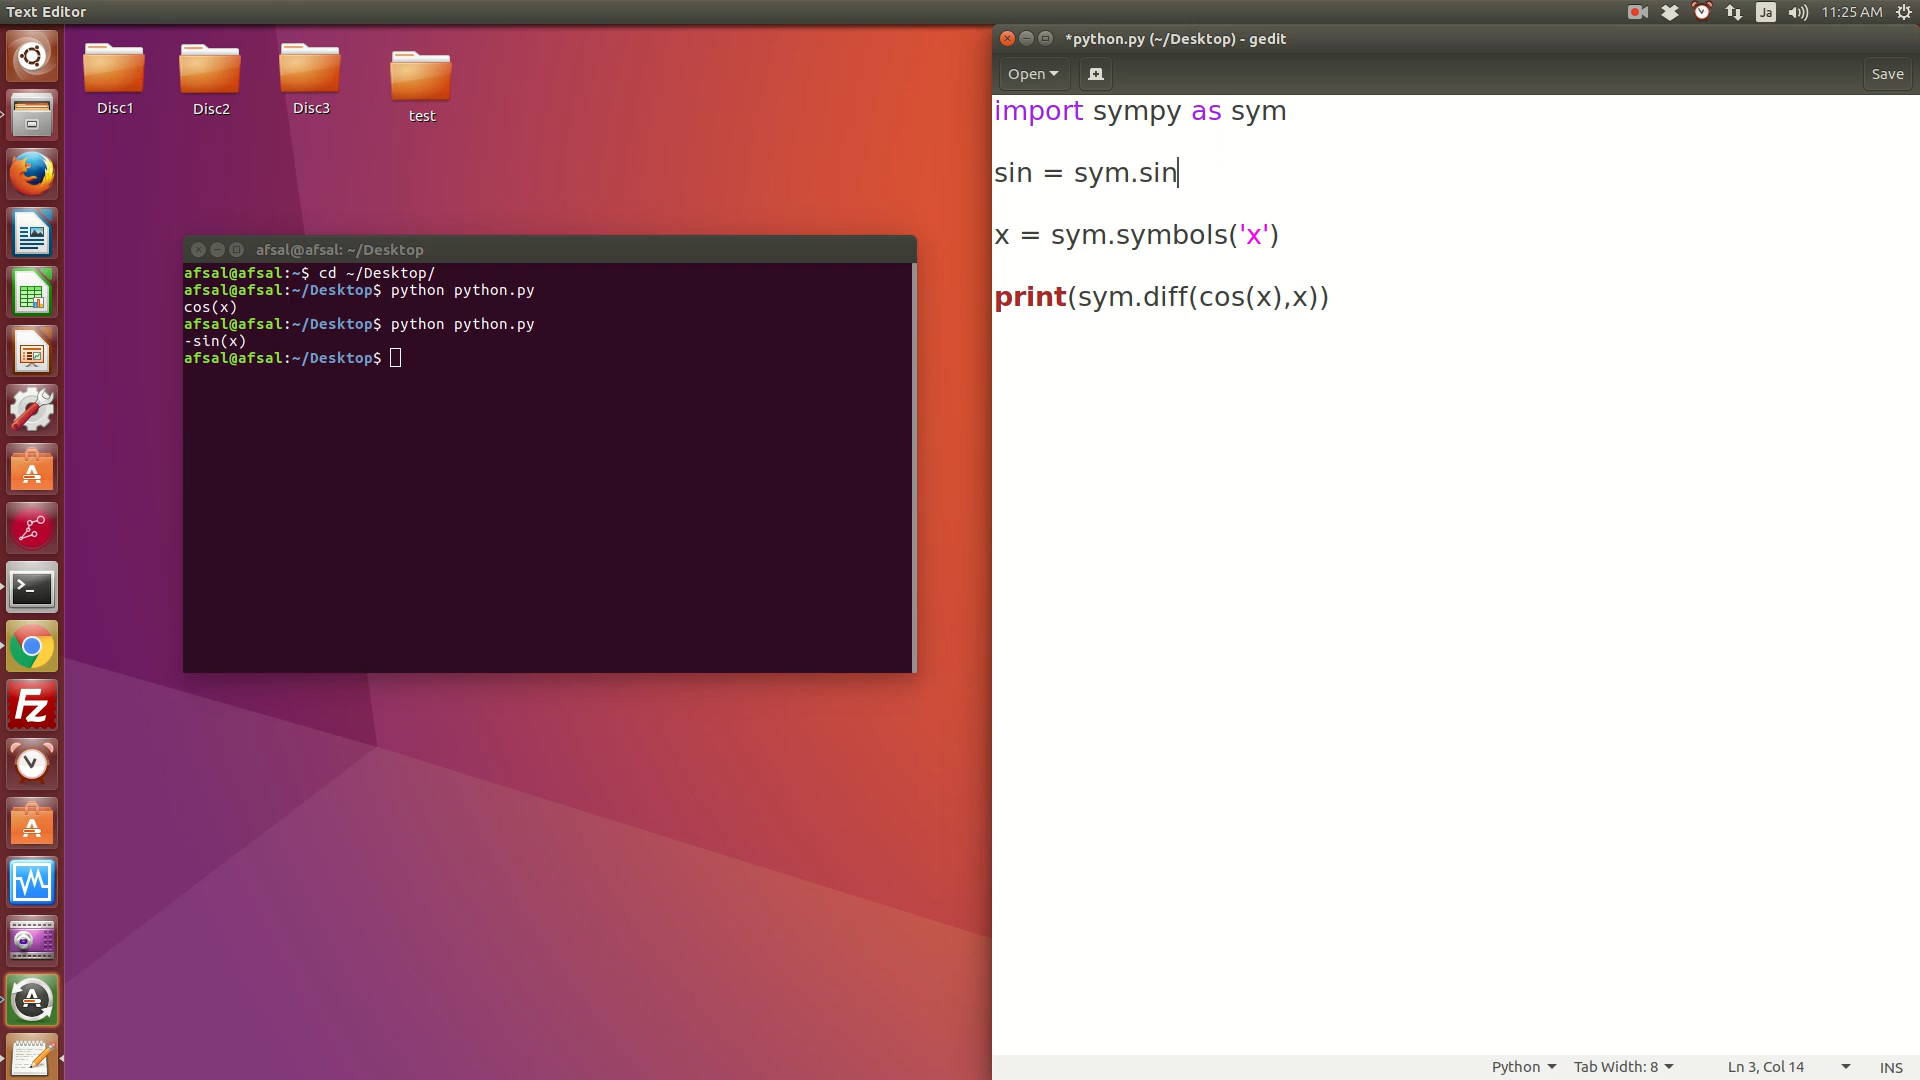 Text Editor
Ja
11:25 AM
Disc1
Disc2
Disc3
test
afsal@afsal: ~/Desktop
afsal@afsal:~$ cd ~/Desktop/
afsal@afsal:~/Desktop$ python python.py
cos(x)
afsal@afsal:~/Desktop$ python python.py
-sin(x)
afsal@afsal:~/Desktop$
*python.py (~/Desktop) - gedit
Open
Save
import sympy as sym
sin = sym.sin
x = sym.symbols('x')
print(sym.diff(cos(x),x))
Python
Tab Width: 8
Ln 3, Col 14
INS